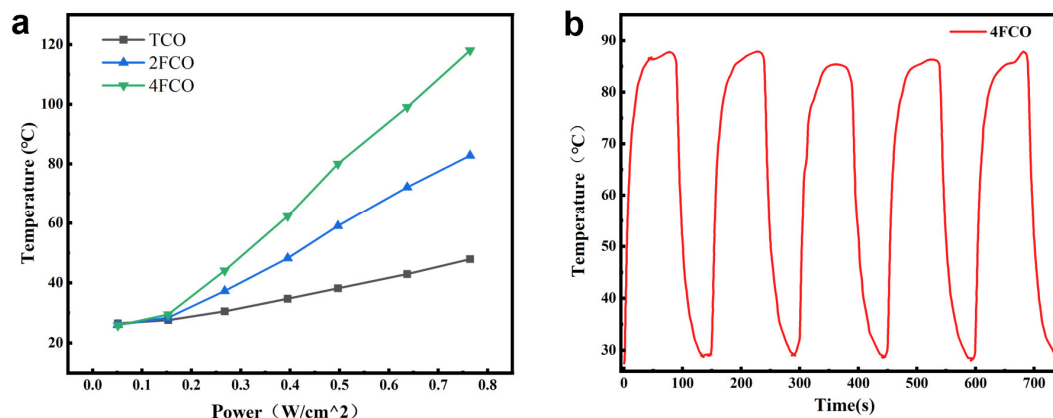 a
TCO
2FCO
4FCO
120
100
80
60
40
20
Temperature (℃)
0.0 0.1 0.2 0.3 0.4 0.5 0.6 0.7 0.8
Power（W/cm^2）
b
4FCO
90
80
70
60
50
40
30
Temperature（℃）
0 100 200 300 400 500 600 700
Time(s)